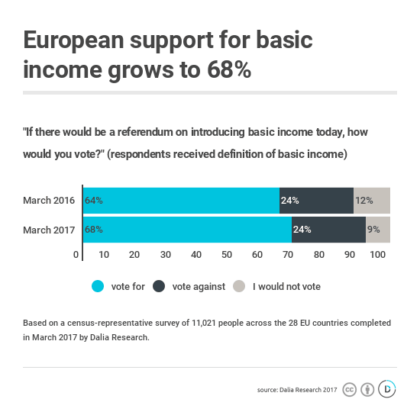 European support for basic
income grows to 68%
"If there would be a referendum on introducing basic income today, how
would you vote?" (respondents received definition of basic income)
March 2016 64% 24% 12%
March 2017 68% 24% 9%
0 10 20 30 40 50 60 70 80 90 100
vote for vote against I would not vote
Based on a census-representative survey of 11,021 people across the 28 EU countries completed
in March 2017 by Dalia Research.
source: Dalia Research 2017 cc D